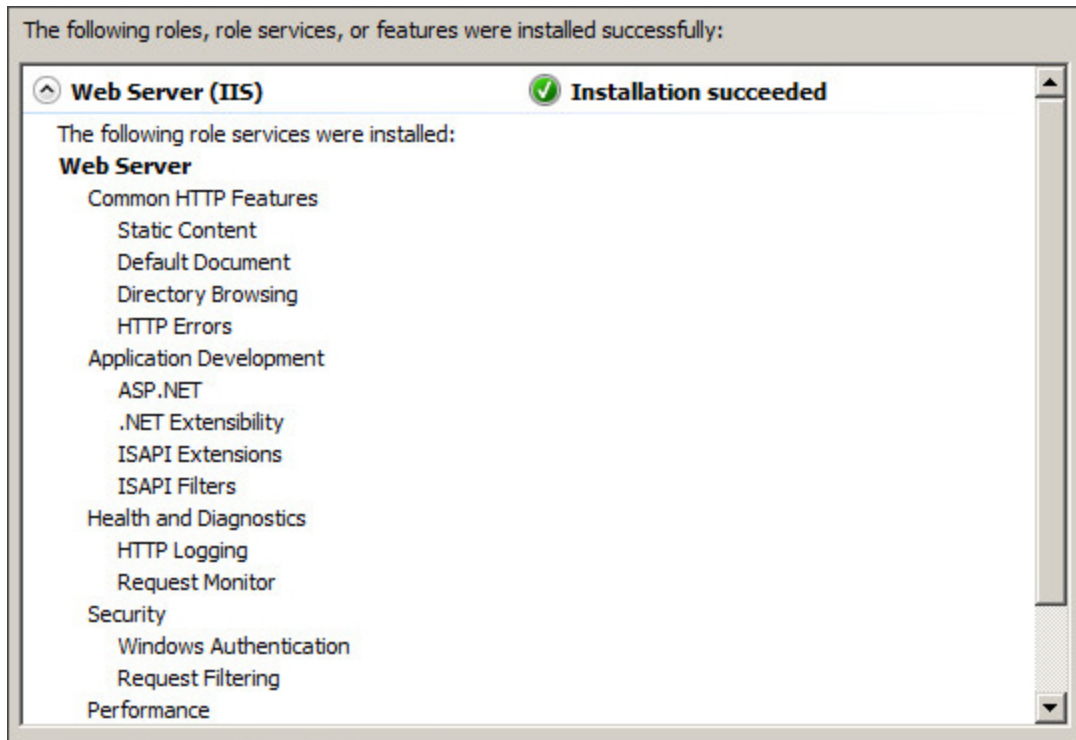 The following roles, role services, or features were installed successfully:
Web Server (IIS) Installation succeeded
The following role services were installed:
Web Server
Common HTTP Features
Static Content
Default Document
Directory Browsing
HTTP Errors
Application Development
ASP.NET
.NET Extensibility
ISAPI Extensions
ISAPI Filters
Health and Diagnostics
HTTP Logging
Request Monitor
Security
Windows Authentication
Request Filtering
Performance